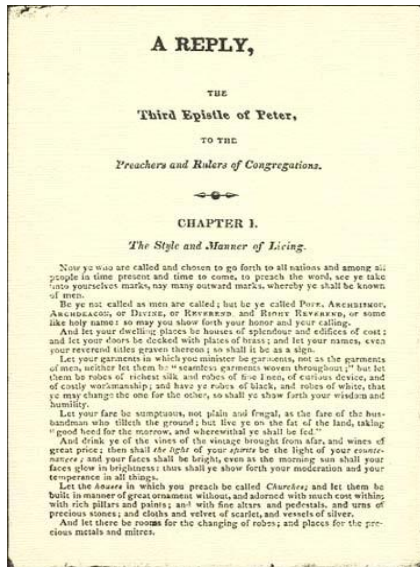 A REPLY,
THE
Third Epistle of Peter,
TO THE
Preachers and Rulers of Congregations.
CHAPTER I.
The Style and Manner of Living.
Now ye who are called and chosen to go forth to all nations and among all
people in time present and time to come, to preach the word, see ye take
unto yourselves marks, nay many outward marks, whereby ye shall be known
of men.
Be ye not called as men are called; but be ye called POPE, ARCHBISHOP,
ARCHDEACON, or DIVINE, or REVEREND, and RIGHT REVEREND, or some
like holy name: so may you show forth your honor and your calling.
And let your dwelling places be houses of splendour and edifices of cost;
and let your doors be decked with plates of brass; and let your names, even
your reverend titles graven thereon; so shall it be as a sign.
Let your garments in which you minister be garments, not as the garments
of men, neither let them be "seamless garments woven throughout;" but let
them be robes of richest silk and robes of fine linen, of curious device, and
of costly workmanship; and have ye robes of black, and robes of white, that
ye may change the one for the other, so shall ye show forth your wisdom and
humility.
Let your fare be sumptuous, not plain and frugal, as the fare of the hus-
bandman who tilleth the ground; but live ye on the fat of the land, taking
"good heed for the morrow, and wherewithal ye shall be fed."
And drink ye of the vines of the vintage brought from afar, and wines of
great price; then shall the light of your spirits be the light of your counte-
nances; and your faces shall be bright, even as the morning sun shall your
faces glow in brightness: thus shall ye show forth your moderation and your
temperance in all things.
Let the houses in which you preach be called Churches; and let them be
built in manner of great ornament without, and adorned with much cost within;
with rich pillars and paints; and with fine altars and pedestals, and urns of
precious stones; and cloths and velvet of scarlet, and vessels of silver.
And let there be rooms for the changing of robes; and places for the pre-
cious metals and mitres.